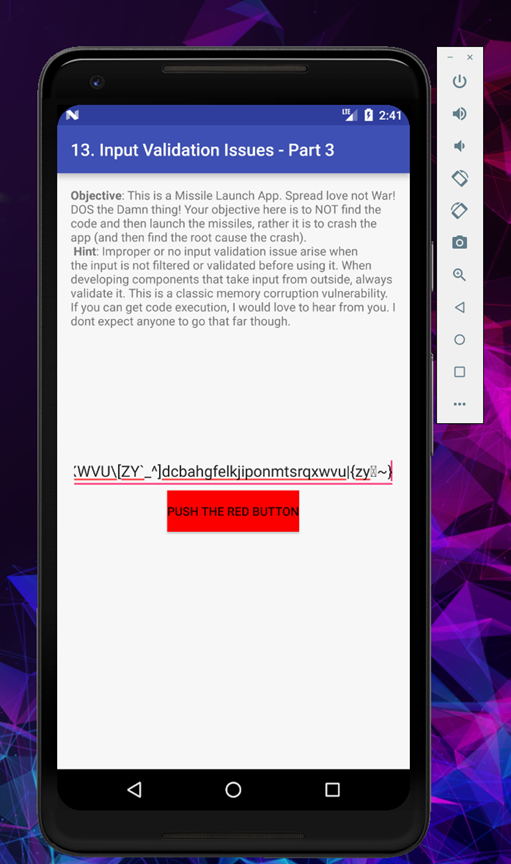 LTE 2:41
13. Input Validation Issues - Part 3
Objective: This is a Missile Launch App. Spread love not War!
DOS the Damn thing! Your objective here is to NOT find the
code and then launch the missiles, rather it is to crash the
app (and then find the root cause the crash).
Hint: Improper or no input validation issue arise when
the input is not filtered or validated before using it. When
developing components that take input from outside, always
validate it. This is a classic memory corruption vulnerability.
If you can get code execution, I would love to hear from you. I
dont expect anyone to go that far though.
WVU\[ZY`_^]dcbahgfelkjiponmtsrqxwvu|{zy~}
PUSH THE RED BUTTON